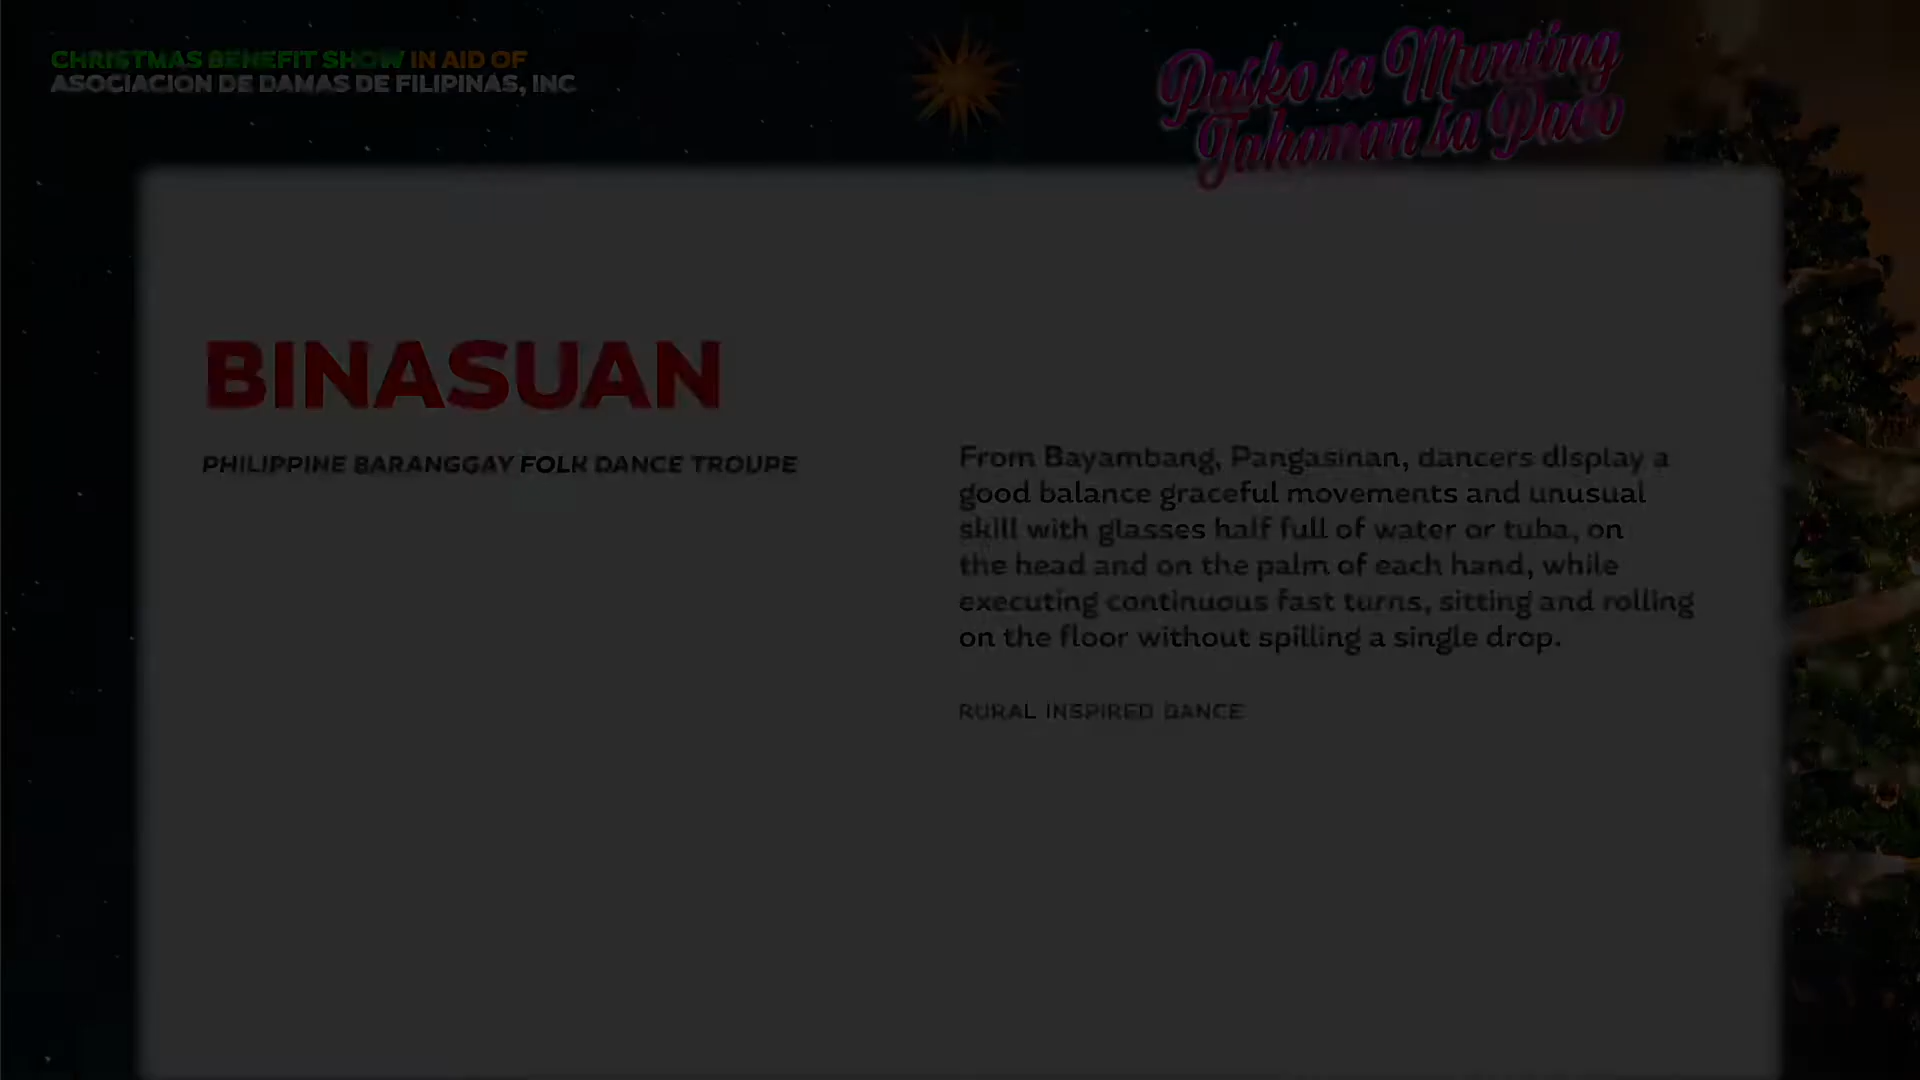 CHRISTMAS BENEFIT SHOW IN AID OF
ASOCIACION DE DAMAS DE FILIPINAS, INC
Pasko sa Munting
Tahanan sa Paco
BINASUAN
PHILIPPINE BARANGGAY FOLK DANCE TROUPE
From Bayambang, Pangasinan, dancers display a
good balance graceful movements and unusual
skill with glasses half full of water or tuba, on
the head and on the palm of each hand, while
executing continuous fast turns, sitting and rolling
on the floor without spilling a single drop.
RURAL INSPIRED DANCE